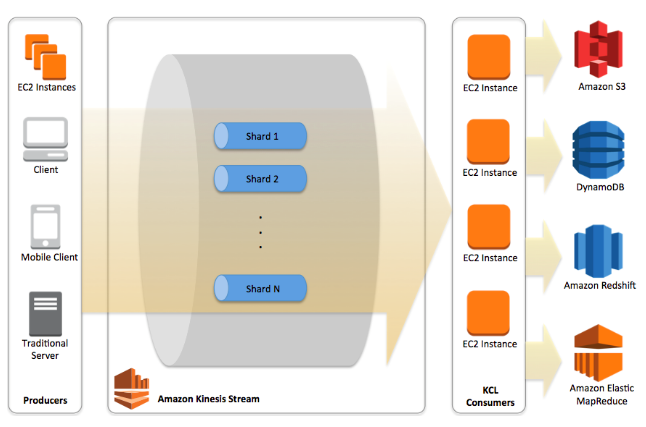 EC2 Instances
Client
Mobile Client
Traditional
Server
Producers
Shard 1
Shard 2
Shard N
Amazon Kinesis Stream
EC2 Instance
EC2 Instance
EC2 Instance
EC2 Instance
KCL
Consumers
Amazon S3
DynamoDB
Amazon Redshift
Amazon Elastic
MapReduce